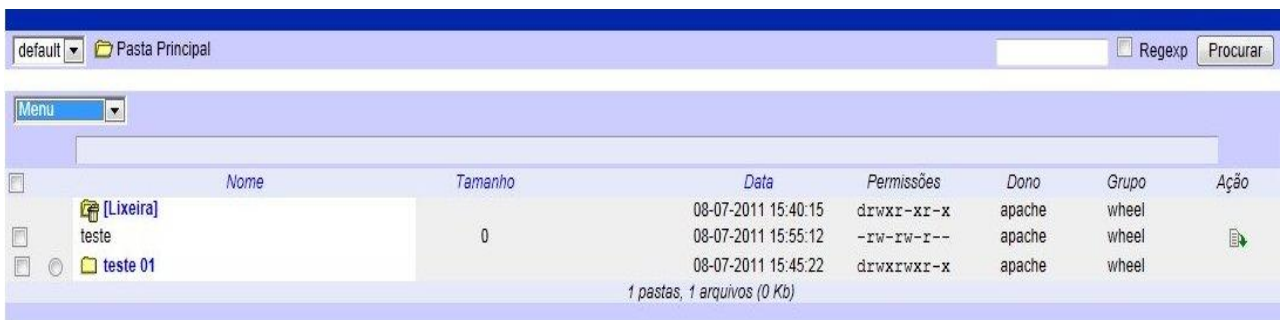 default Pasta Principal Regexp Procurar
Menu
Nome Tamanho Data Permissões Dono Grupo Ação
[Lixeira] 08-07-2011 15:40:15 drwxr-xr-x apache wheel
teste 0 08-07-2011 15:55:12 -rw-rw-r-- apache wheel
teste 01 08-07-2011 15:45:22 drwxrwxr-x apache wheel
1 pastas, 1 arquivos (0 Kb)